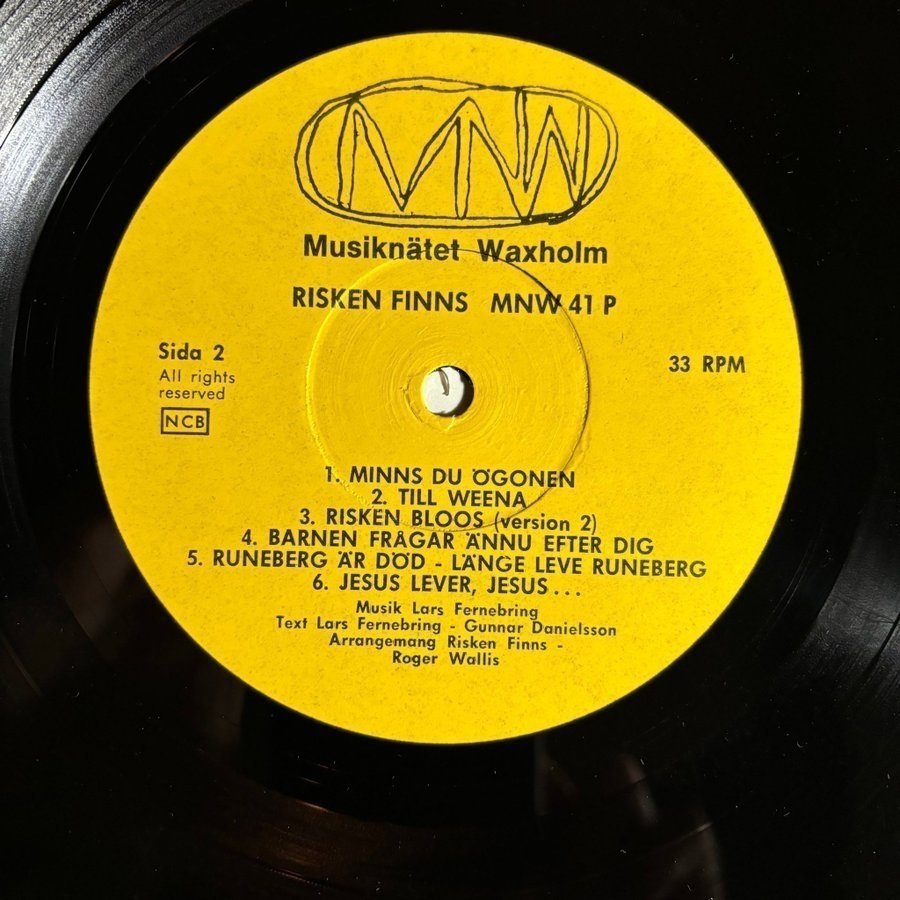 MNW
Musiknätet Waxholm
RISKEN FINNS MNW 41 P
Sida 2
33 RPM
All rights
reserved
NCB
1. MINNS DU ÖGONEN
2. TILL WEENA
3. RISKEN BLOOS (version 2)
4. BARNEN FRÅGAR ÄNNU EFTER DIG
5. RUNEBERG ÄR DÖD - LÄNGE LEVE RUNEBERG
6. JESUS LEVER, JESUS...
Musik Lars Fernebring
Text Lars Fernebring - Gunnar Danielsson
Arrangemang Risken Finns -
Roger Wallis